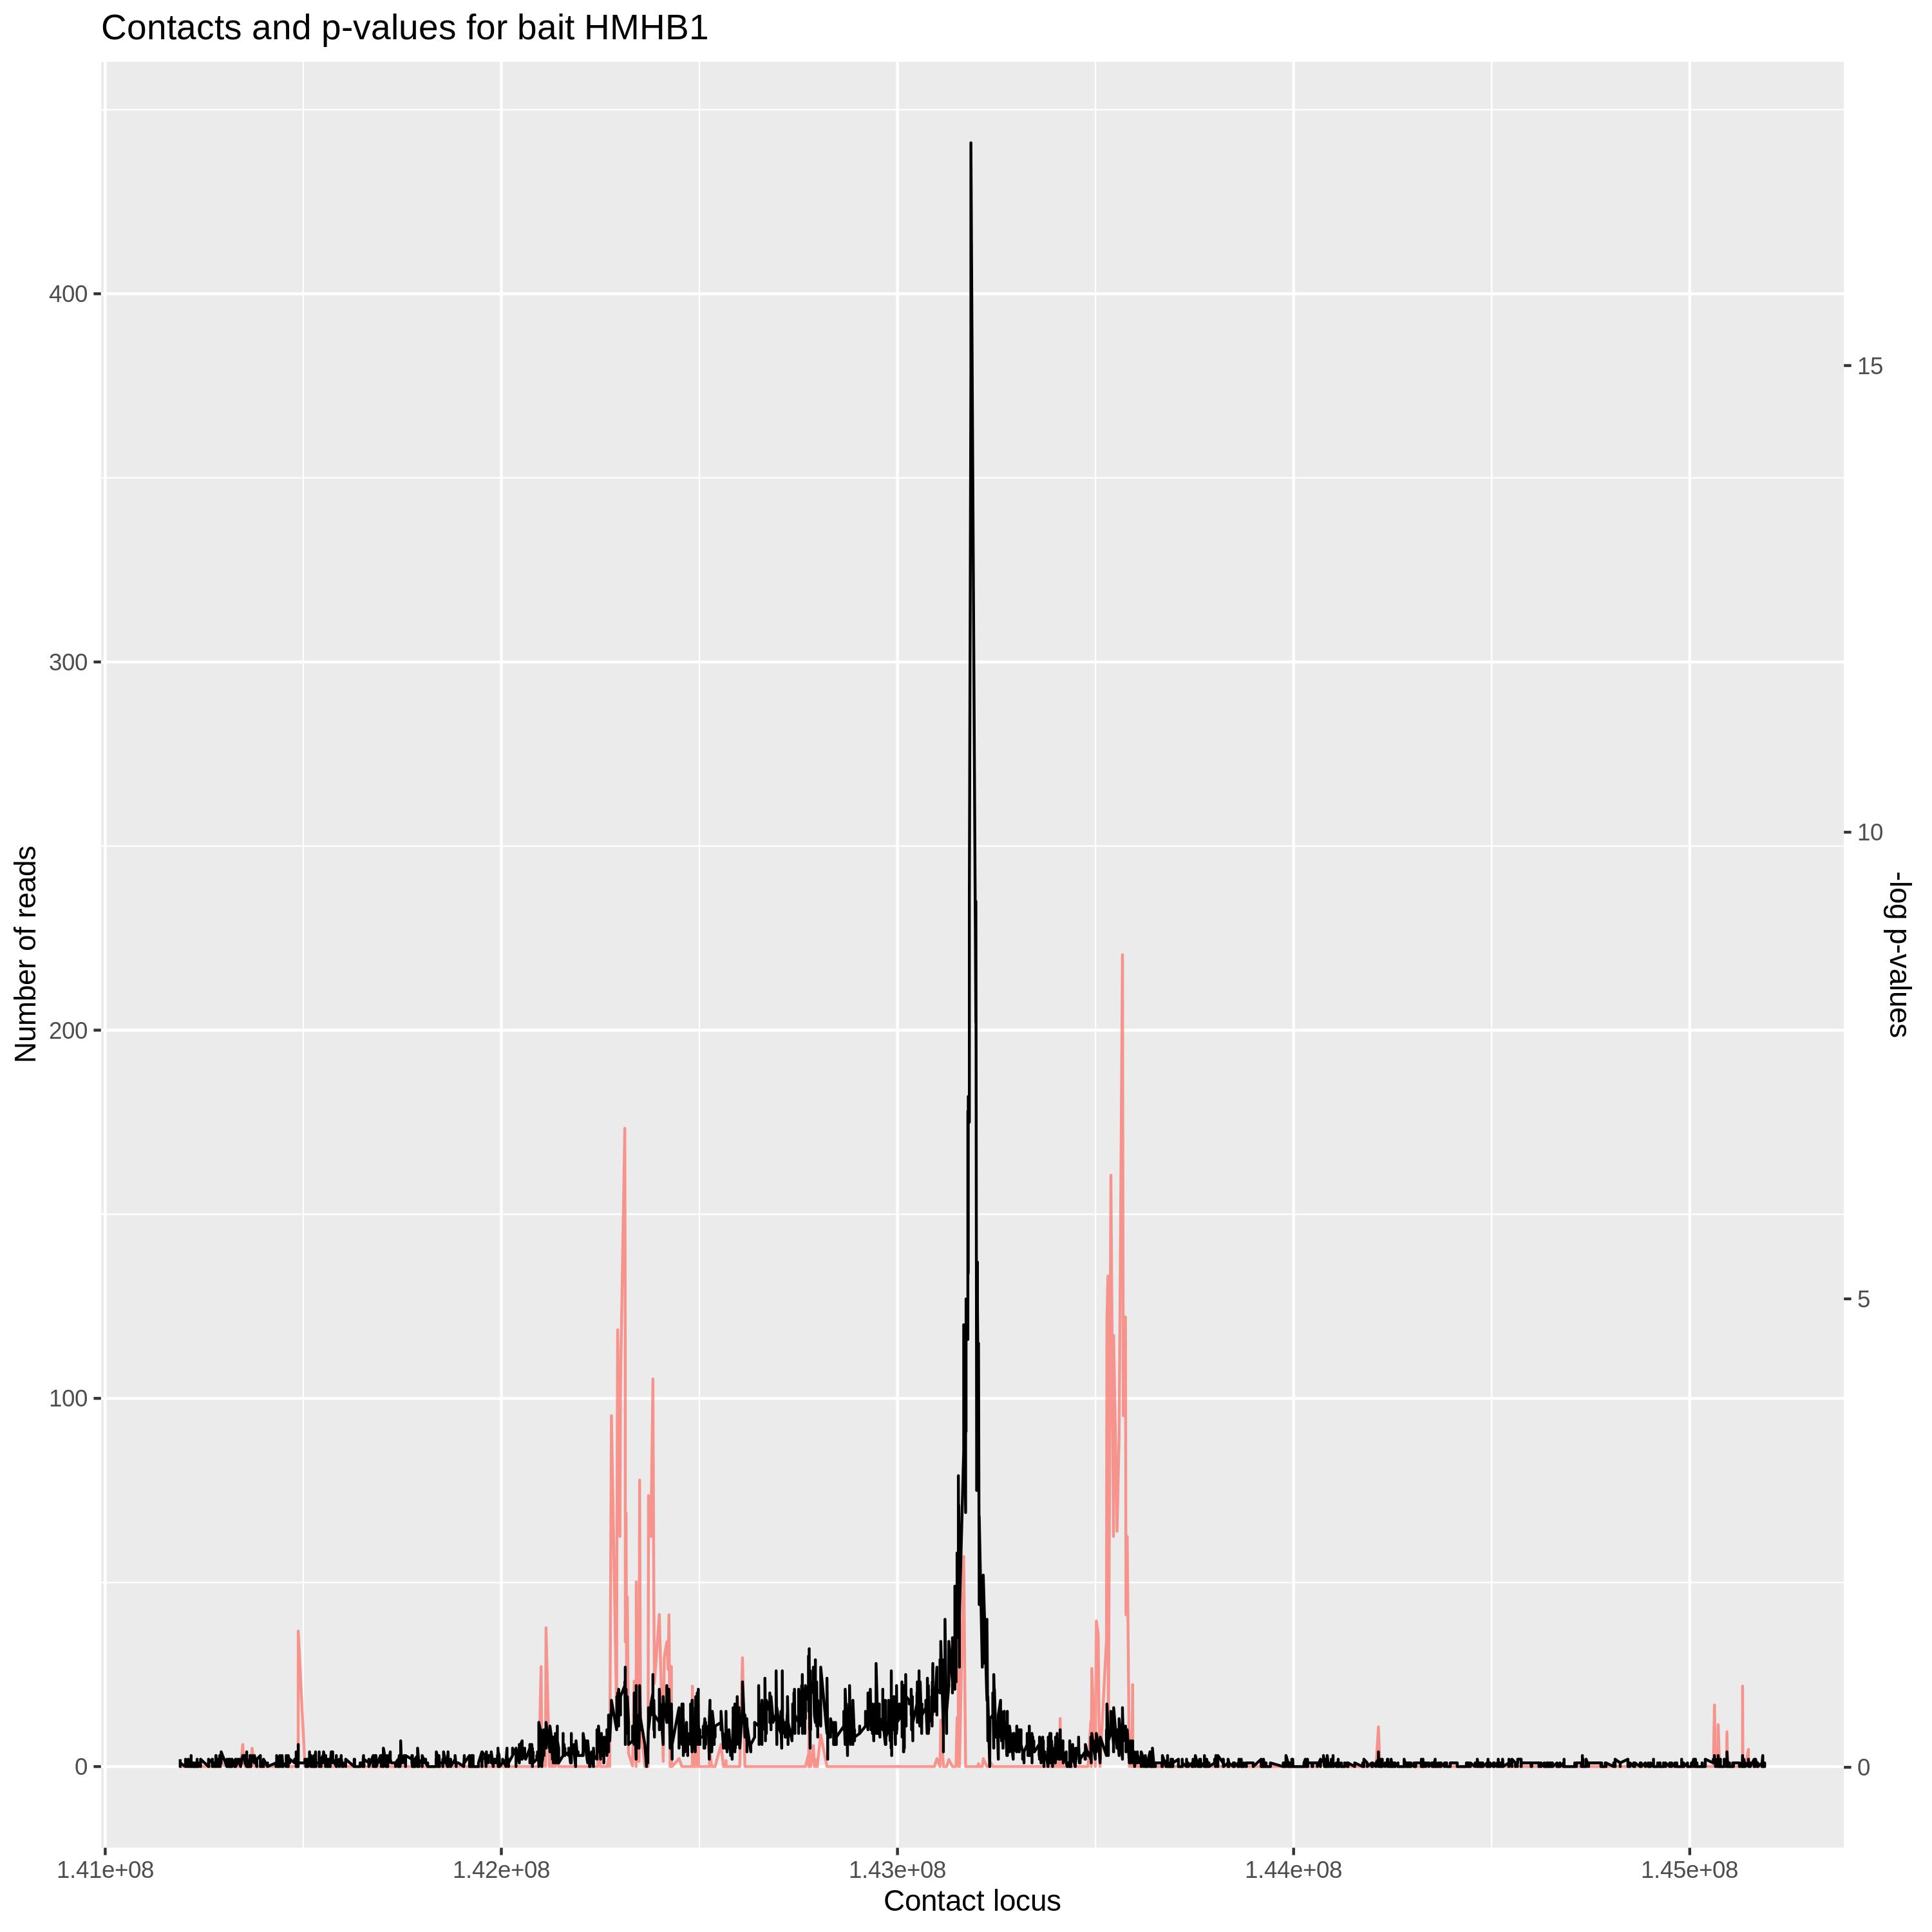 Contacts and p-values for bait HMHB1
400
300
200
100
0
Number of reads
15
10
5
0
-log p-values
1.41e+08
1.42e+08
1.43e+08
1.44e+08
1.45e+08
Contact locus